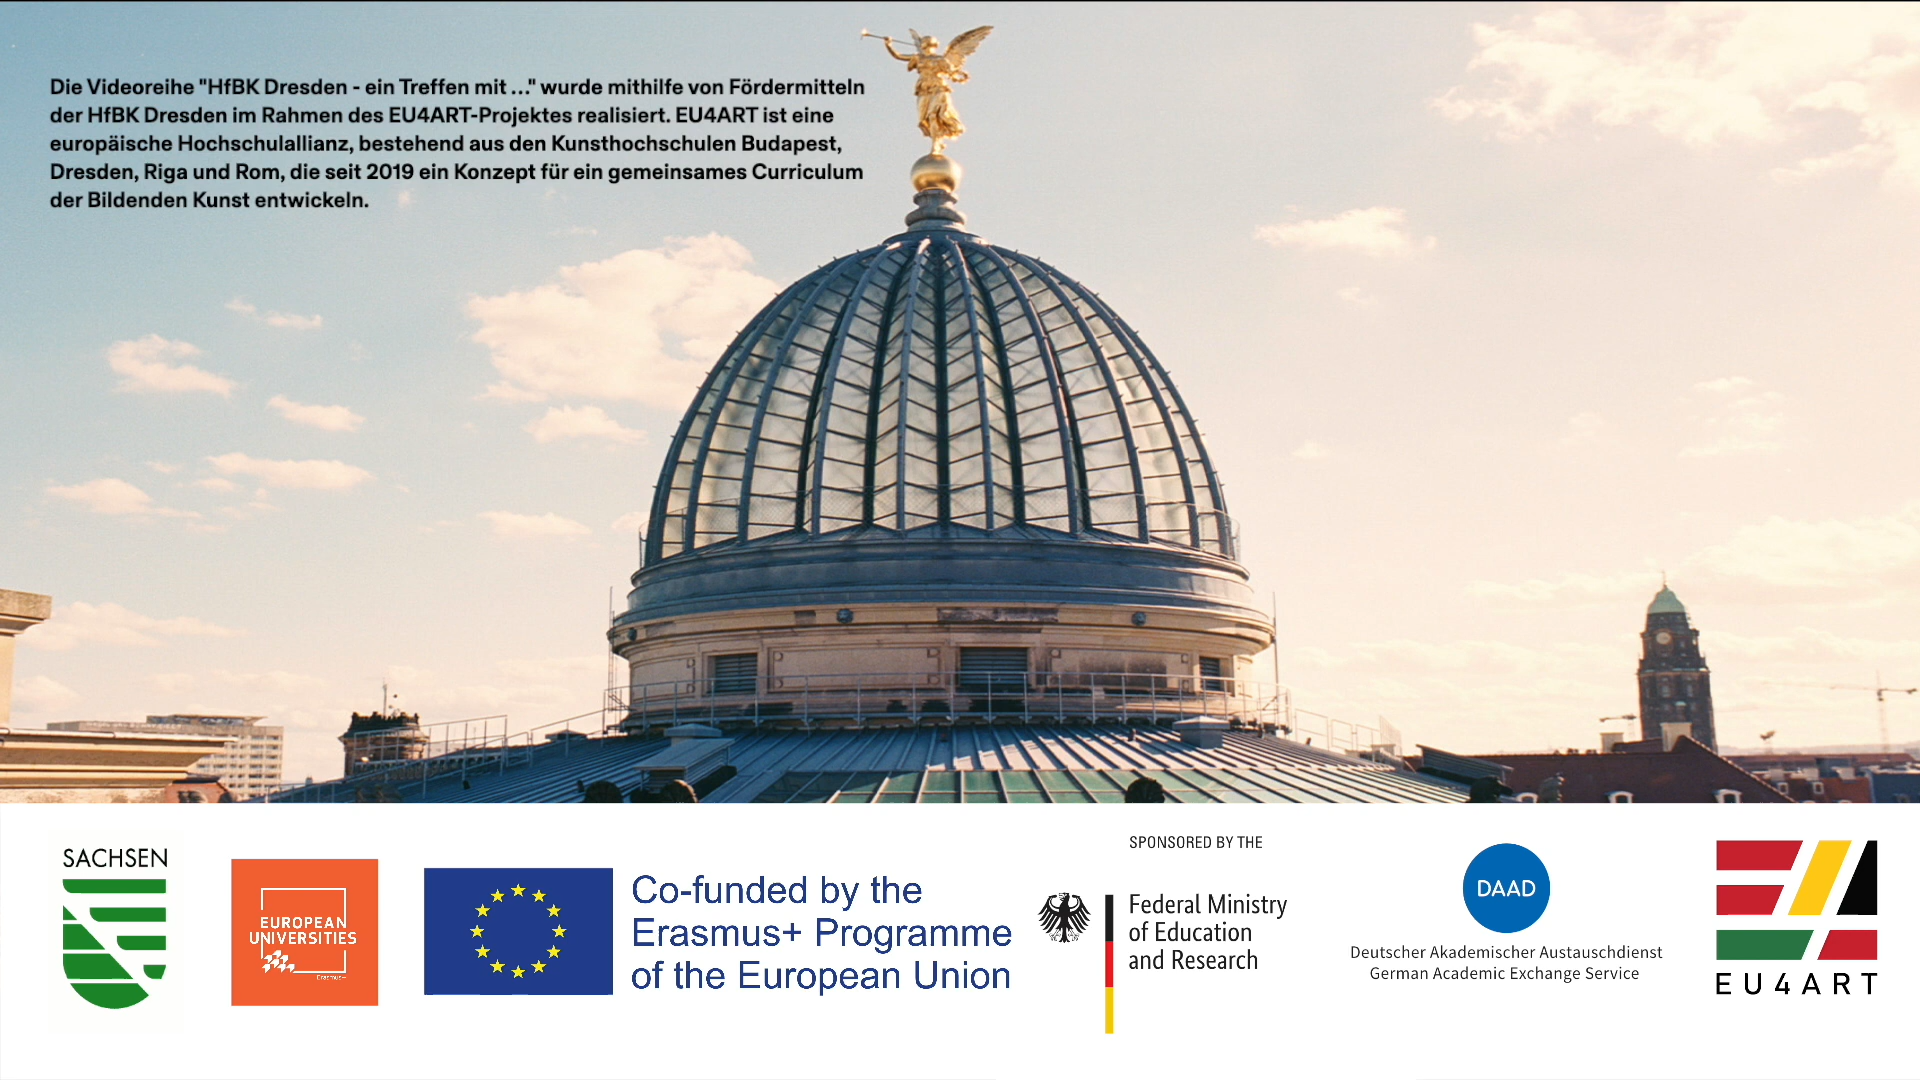 Die Videoreihe "HfBK Dresden - ein Treffen mit ..." wurde mithilfe von Fördermitteln
der HfBK Dresden im Rahmen des EU4ART-Projektes realisiert. EU4ART ist eine
europäische Hochschulallianz, bestehend aus den Kunsthochschulen Budapest,
Dresden, Riga und Rom, die seit 2019 ein Konzept für ein gemeinsames Curriculum
der Bildenden Kunst entwickeln.
SACHSEN
EUROPEAN
UNIVERSITIES
Erasmus+
Co-funded by the
Erasmus+ Programme
of the European Union
SPONSORED BY THE
Federal Ministry
of Education
and Research
DAAD
Deutscher Akademischer Austauschdienst
German Academic Exchange Service
EU4ART